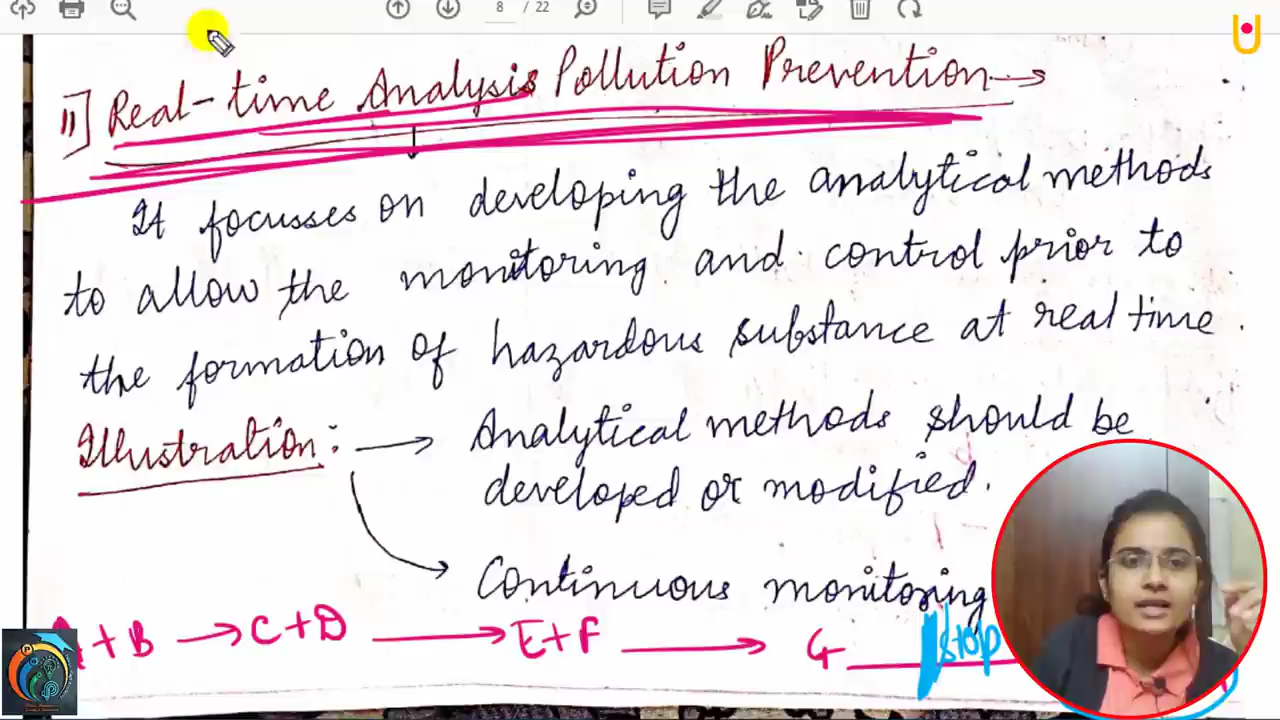 8 / 22
11] Real-time Analysis Pollution Prevention →
It focusses on developing the analytical methods
to allow the monitoring and control prior to
the formation of hazardous substance at real time.
Illustration: → Analytical methods should be
developed or modified.
→ Continuous monitoring
A + B → C + D → E + F → G stop